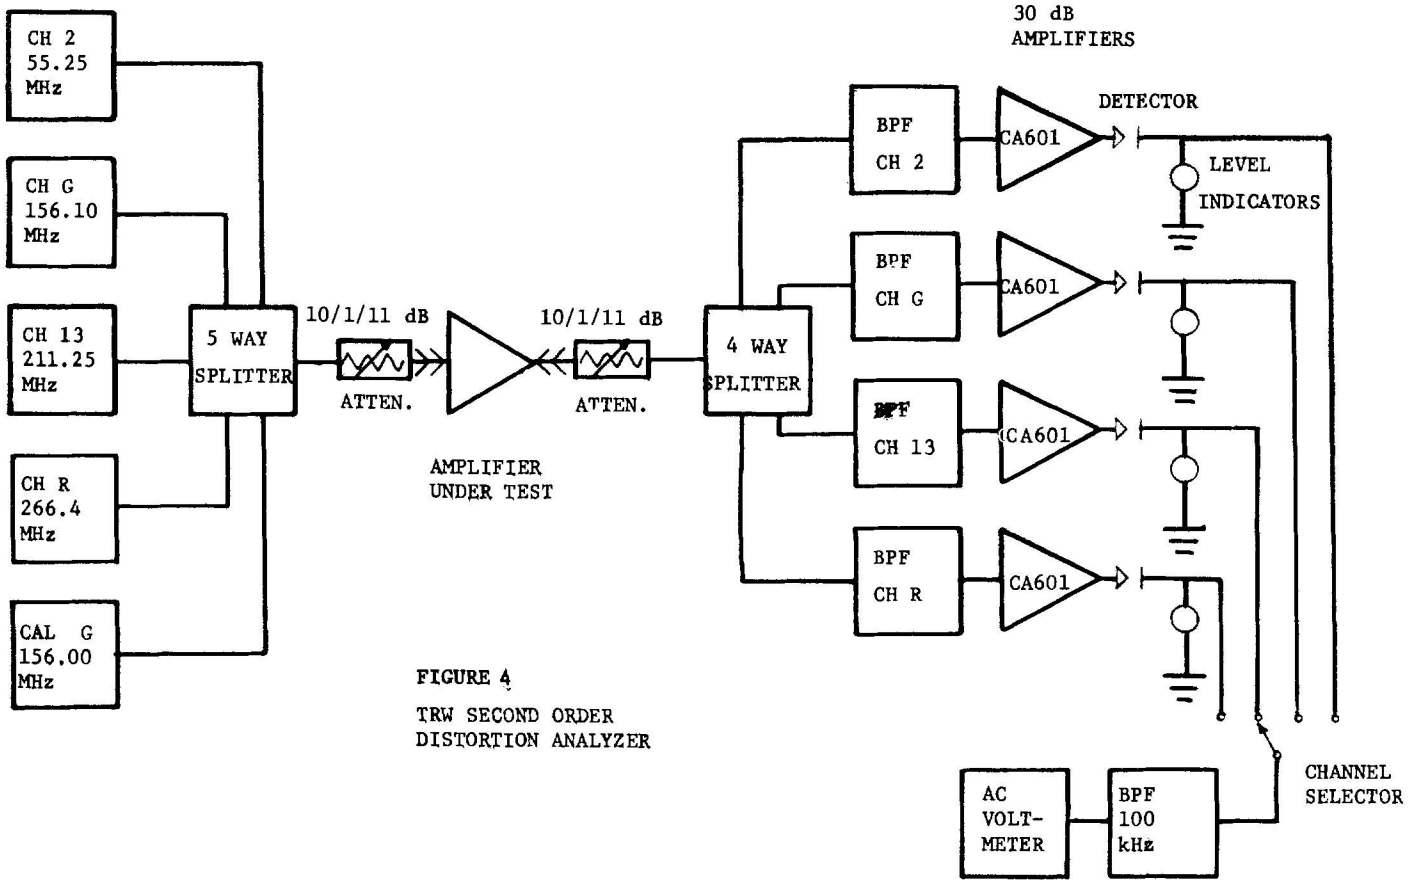 30 dB
AMPLIFIERS
CH 2
55.25
MHz
CH G
156.10
MHz
CH 13
211.25
MHz
CH R
266.4
MHz
CAL G
156.00
MHz
5 WAY
SPLITTER
10/1/11 dB
ATTEN.
AMPLIFIER
UNDER TEST
10/1/11 dB
ATTEN.
4 WAY
SPLITTER
BPF
CH 2
CA601
DETECTOR
LEVEL
INDICATORS
BPF
CH G
CA601
BPF
CH 13
CA601
BPF
CH R
CA601
FIGURE 4
TRW SECOND ORDER
DISTORTION ANALYZER
AC
VOLT-
METER
BPF
100
kHz
CHANNEL
SELECTOR